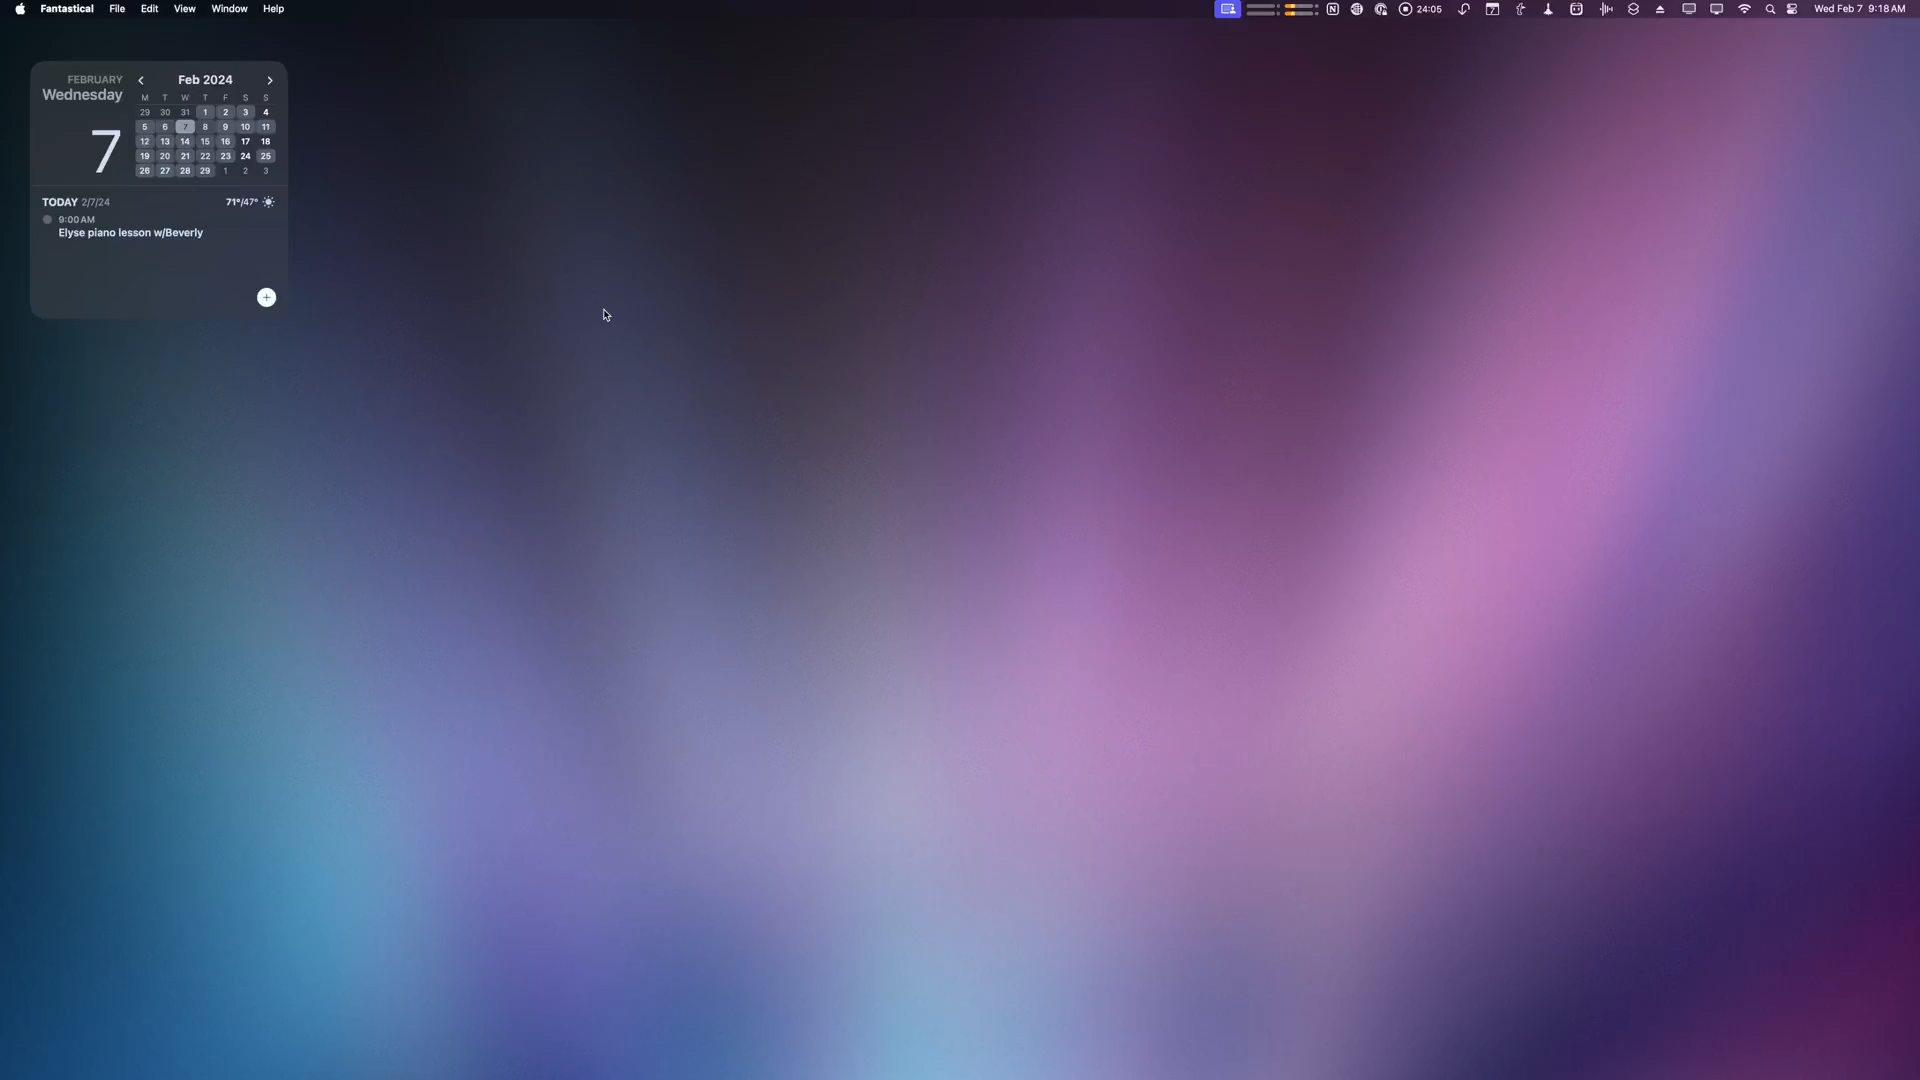 Fantastical File Edit View Window Help 24:05 7 Wed Feb 7 9:18 AM
FEBRUARY
Wednesday
7
Feb 2024
M T W T F S S
29 30 31 1 2 3 4
5 6 7 8 9 10 11
12 13 14 15 16 17 18
19 20 21 22 23 24 25
26 27 28 29 1 2 3
TODAY 2/7/24 71°/47°
9:00 AM
Elyse piano lesson w/Beverly